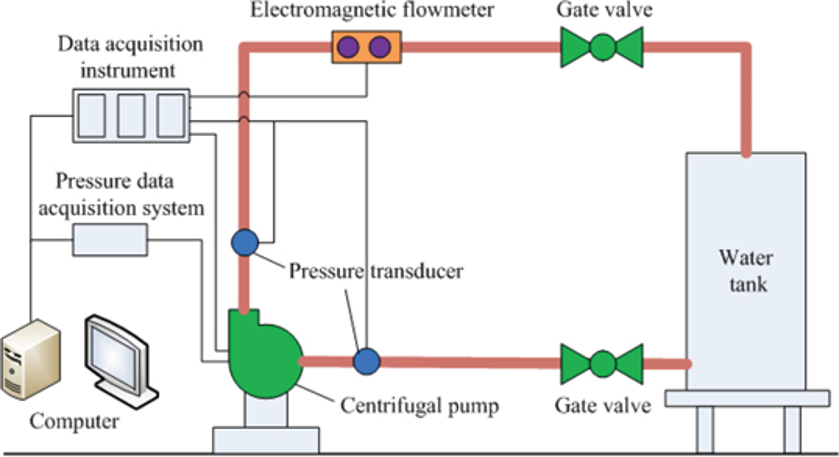 Electromagnetic flowmeter
Gate valve
Data acquisition
instrument
Pressure data
acquisition system
Pressure transducer
Water
tank
Computer
Centrifugal pump
Gate valve